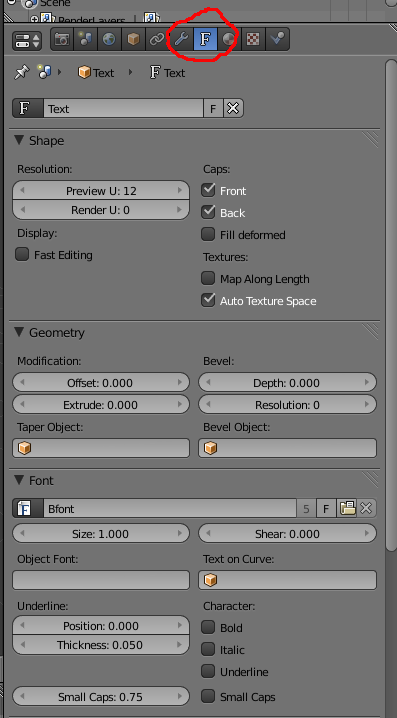 Scene
RenderLayers
F
Text
F Text
F Text F
Shape
Resolution: Caps:
Preview U: 12 Front
Render U: 0 Back
Display: Fill deformed
Fast Editing Textures:
Map Along Length
Auto Texture Space
Geometry
Modification: Bevel:
Offset: 0.000 Depth: 0.000
Extrude: 0.000 Resolution: 0
Taper Object: Bevel Object:
Font
F Bfont 5 F
Size: 1.000 Shear: 0.000
Object Font: Text on Curve:
Underline: Character:
Position: 0.000 Bold
Thickness: 0.050 Italic
Underline
Small Caps: 0.75 Small Caps